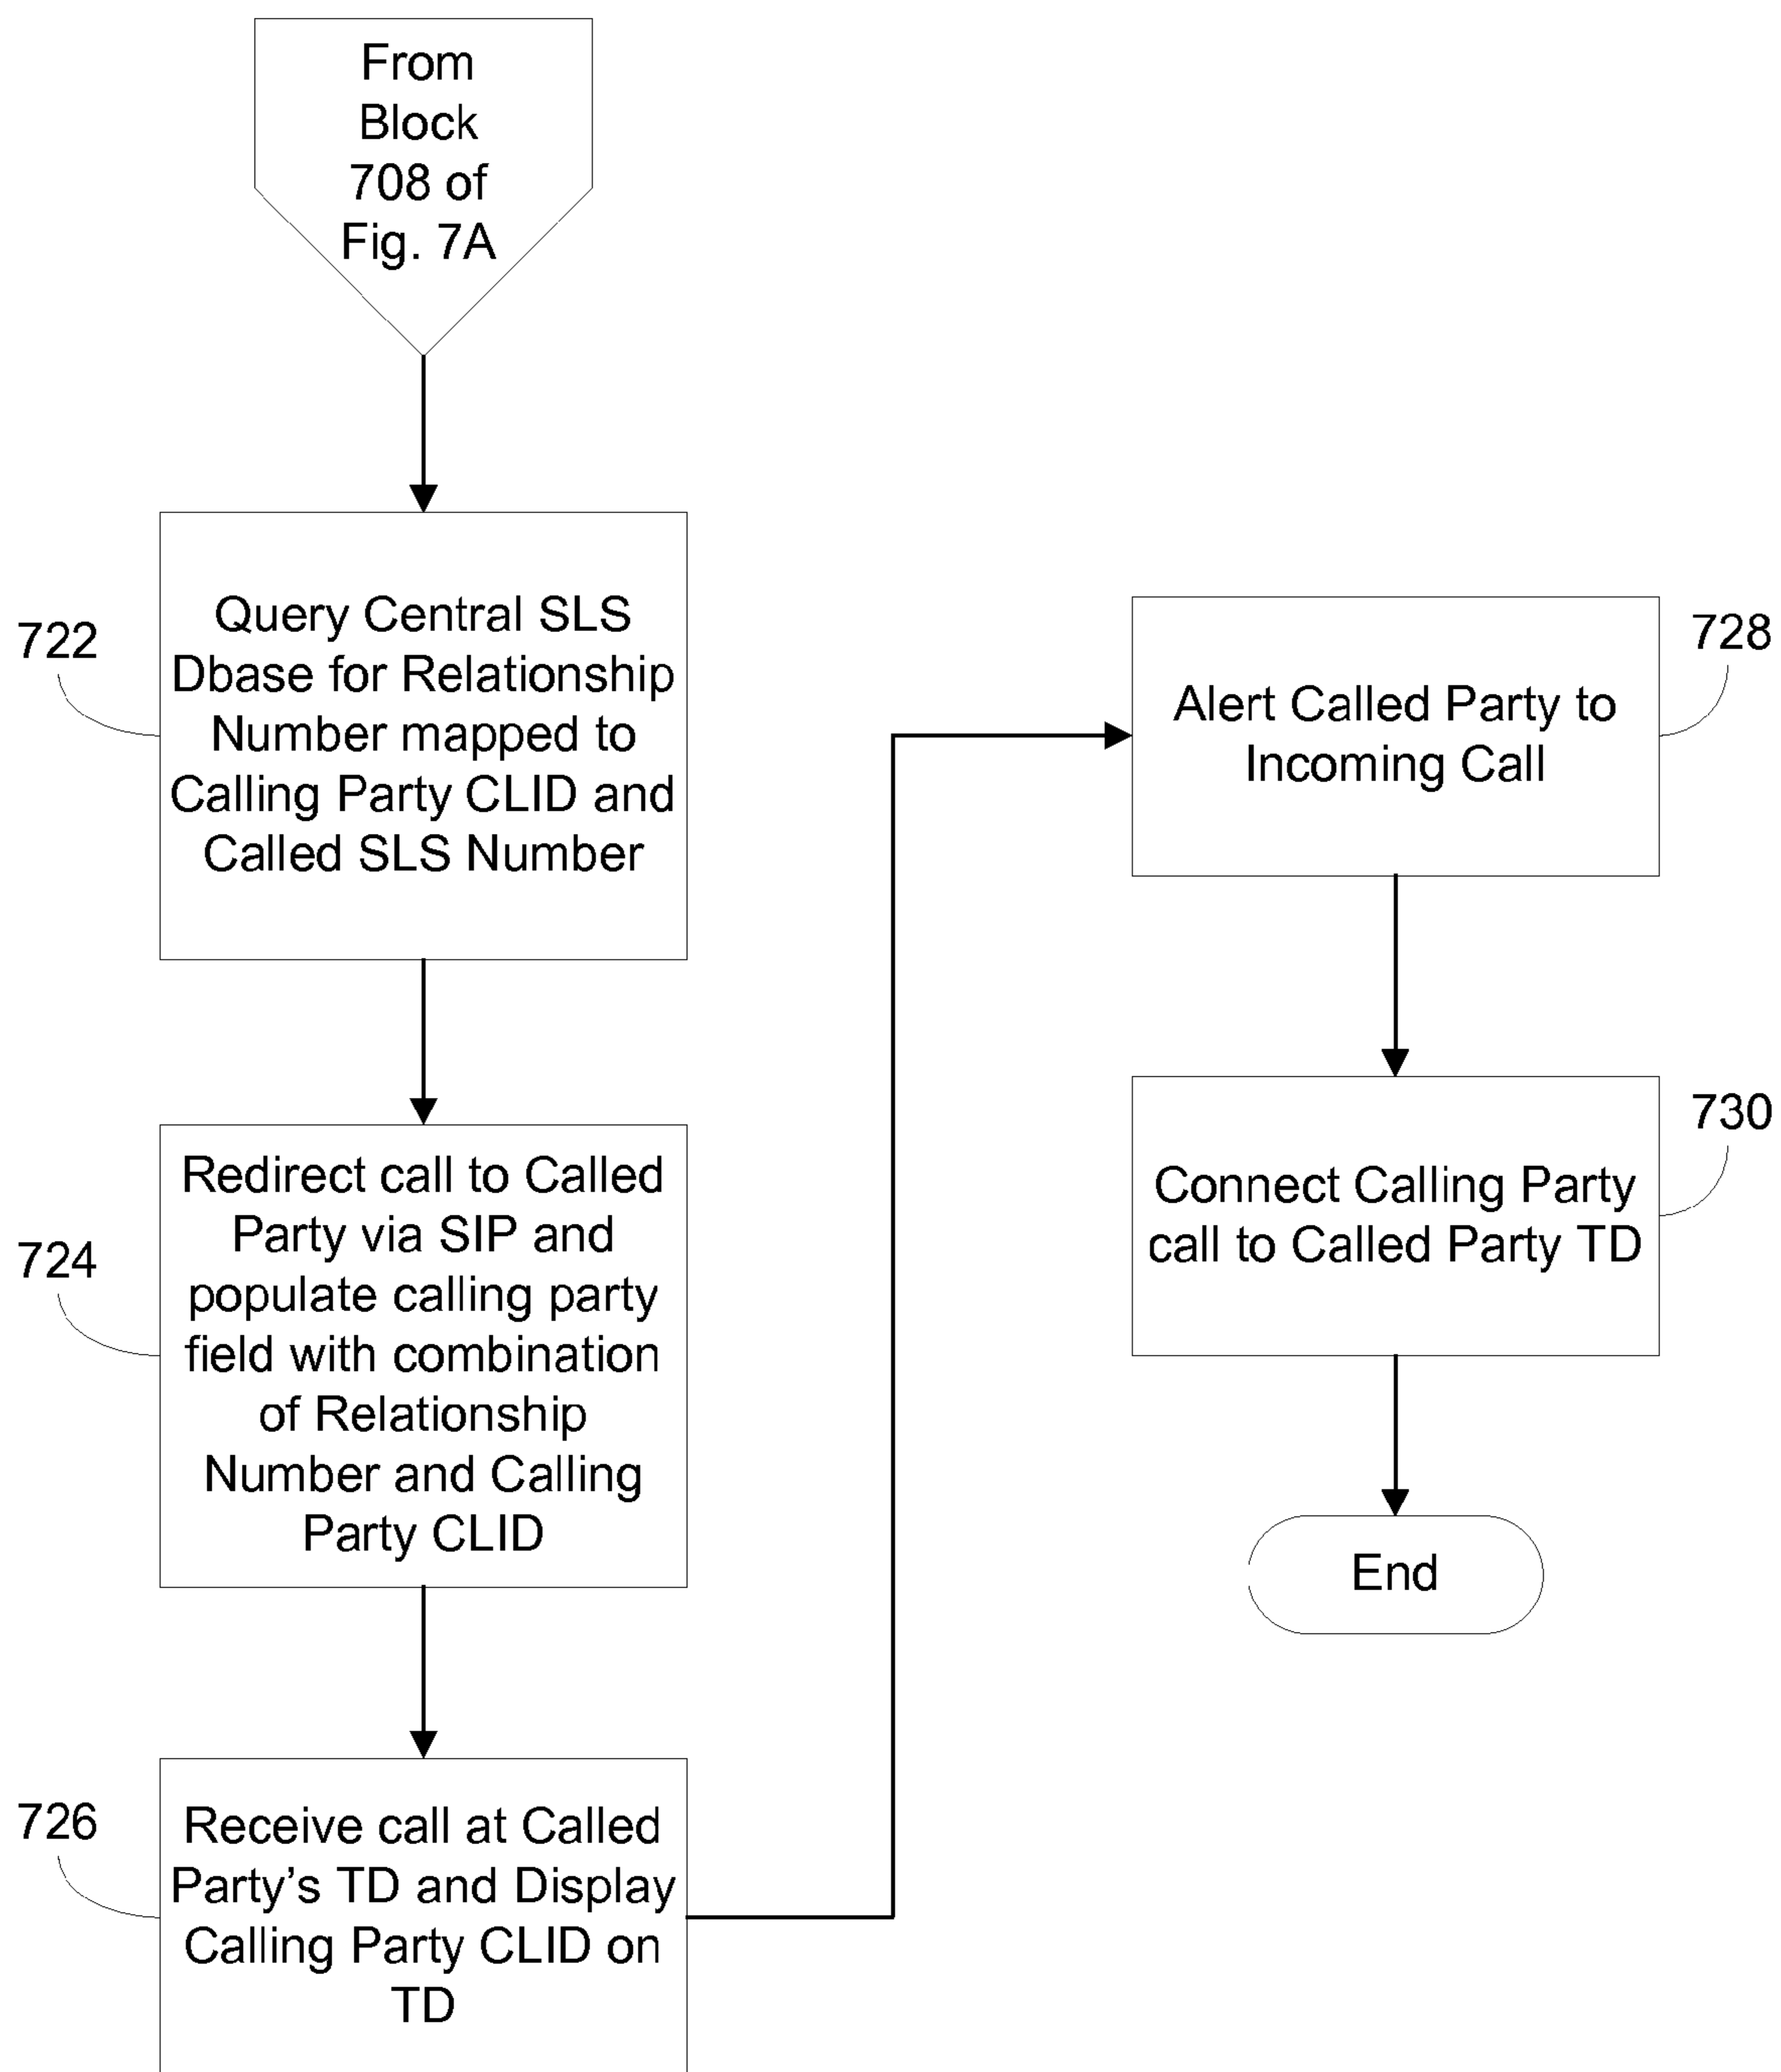 From
Block
708 of
Fig. 7A
722
Query Central SLS
Dbase for Relationship
Number mapped to
Calling Party CLID and
Called SLS Number
724
Redirect call to Called
Party via SIP and
populate calling party
field with combination
of Relationship
Number and Calling
Party CLID
726
Receive call at Called
Party's TD and Display
Calling Party CLID on
TD
728
Alert Called Party to
Incoming Call
730
Connect Calling Party
call to Called Party TD
End